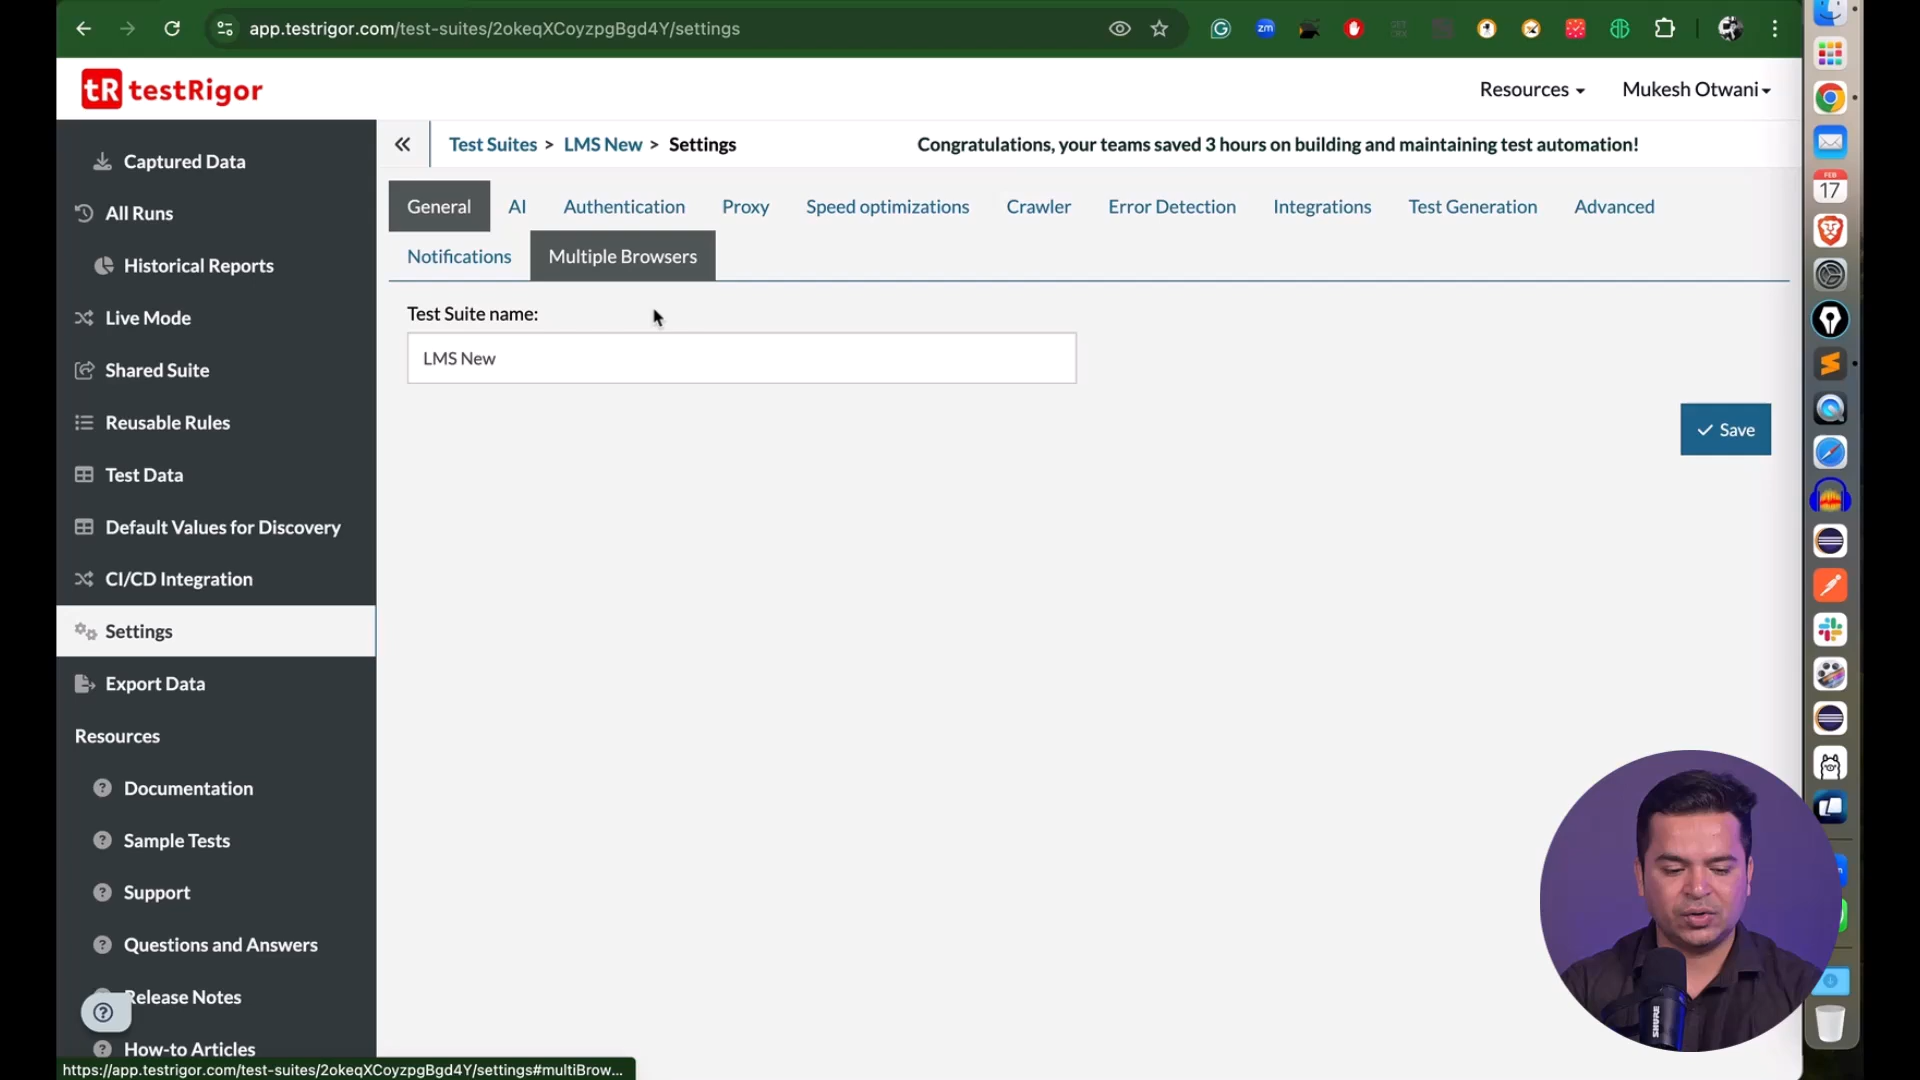 app.testrigor.com/test-suites/2okeqXCoyzpgBgd4Y/settings
zm
tR testRigor
Resources
Mukesh Otwani
Captured Data
All Runs
Historical Reports
Live Mode
Shared Suite
Reusable Rules
Test Data
Default Values for Discovery
CI/CD Integration
Settings
Export Data
Resources
Documentation
Sample Tests
Support
Questions and Answers
Release Notes
How-to Articles
Test Suites > LMS New > Settings
Congratulations, your teams saved 3 hours on building and maintaining test automation!
General AI Authentication Proxy Speed optimizations Crawler Error Detection Integrations Test Generation Advanced
Notifications Multiple Browsers
Test Suite name:
LMS New
Save
FEB
17
SHURE
https://app.testrigor.com/test-suites/2okeqXCoyzpgBgd4Y/settings#multiBrow...